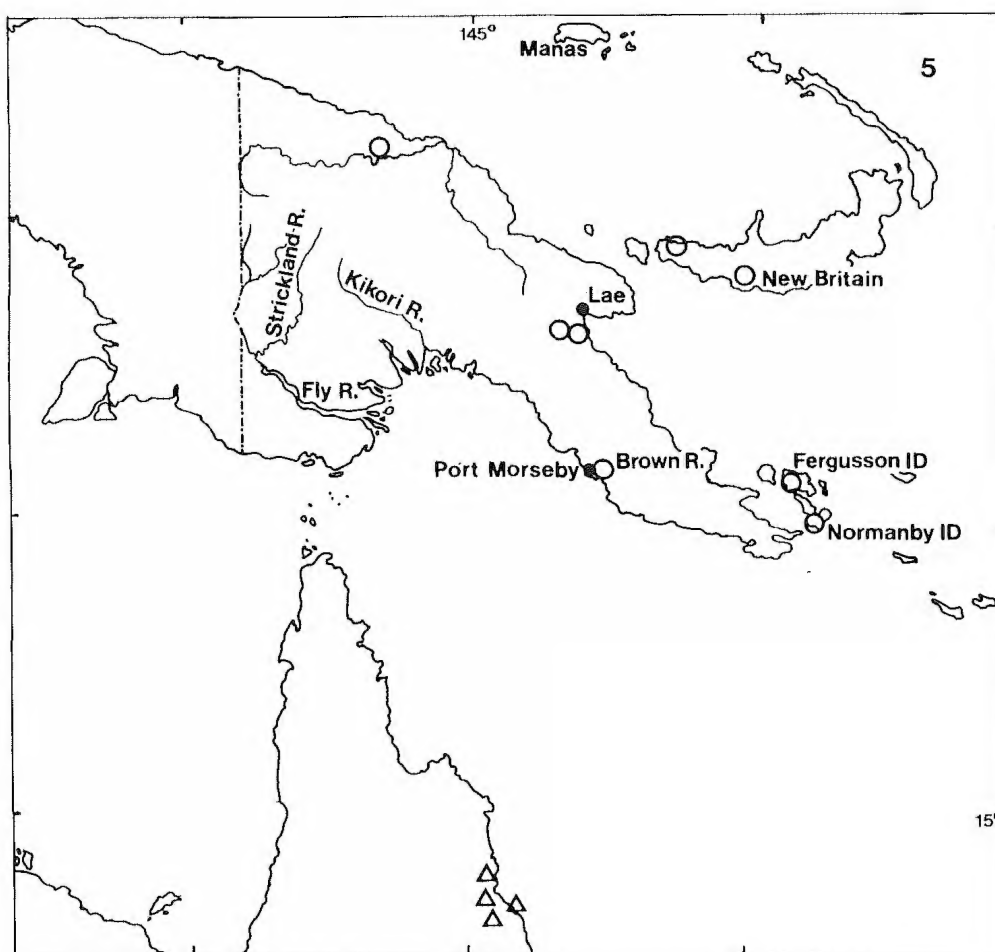 145°
Manas
5
Strickland R.
Kikori R.
New Britain
Lae
Fly R.
Port Morseby
Brown R.
Fergusson ID
Normanby ID
15°